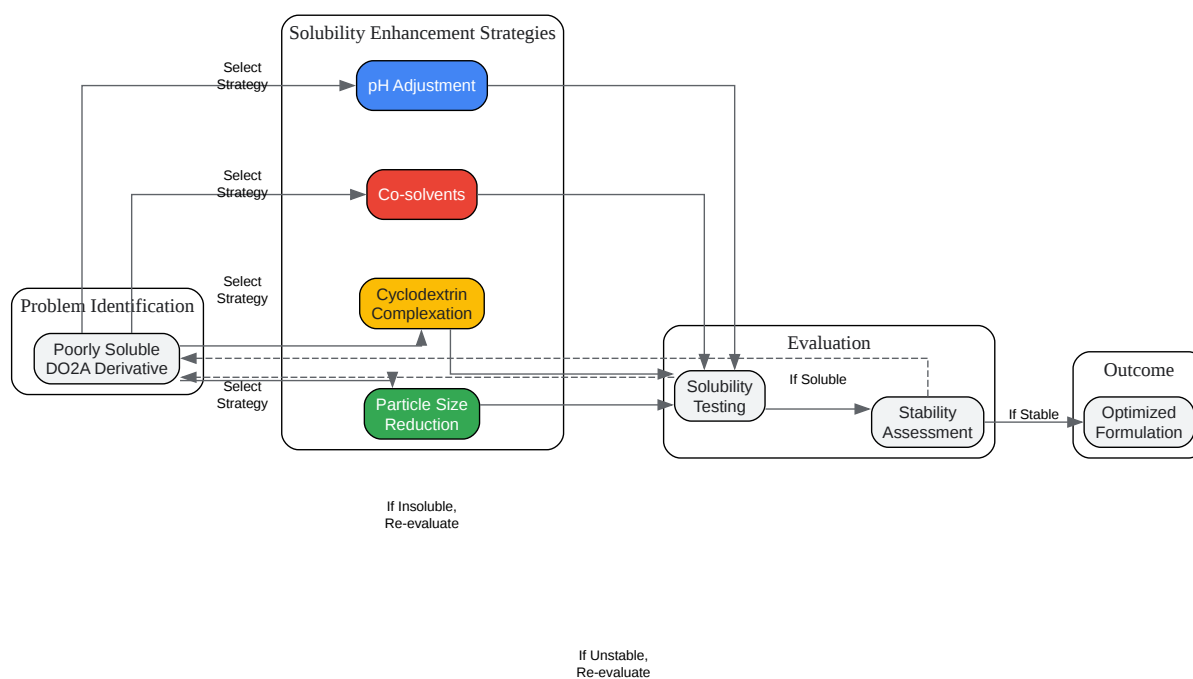 Solubility Enhancement Strategies
Select
Strategy
pH Adjustment
Select
Strategy
Co-solvents
Select
Strategy
Cyclodextrin
Complexation
Problem Identification
Poorly Soluble
DO2A Derivative
Select
Strategy
Particle Size
Reduction
Evaluation
Solubility
Testing
If Soluble
Stability
Assessment
If Stable
Outcome
Optimized
Formulation
If Insoluble,
Re-evaluate
If Unstable,
Re-evaluate